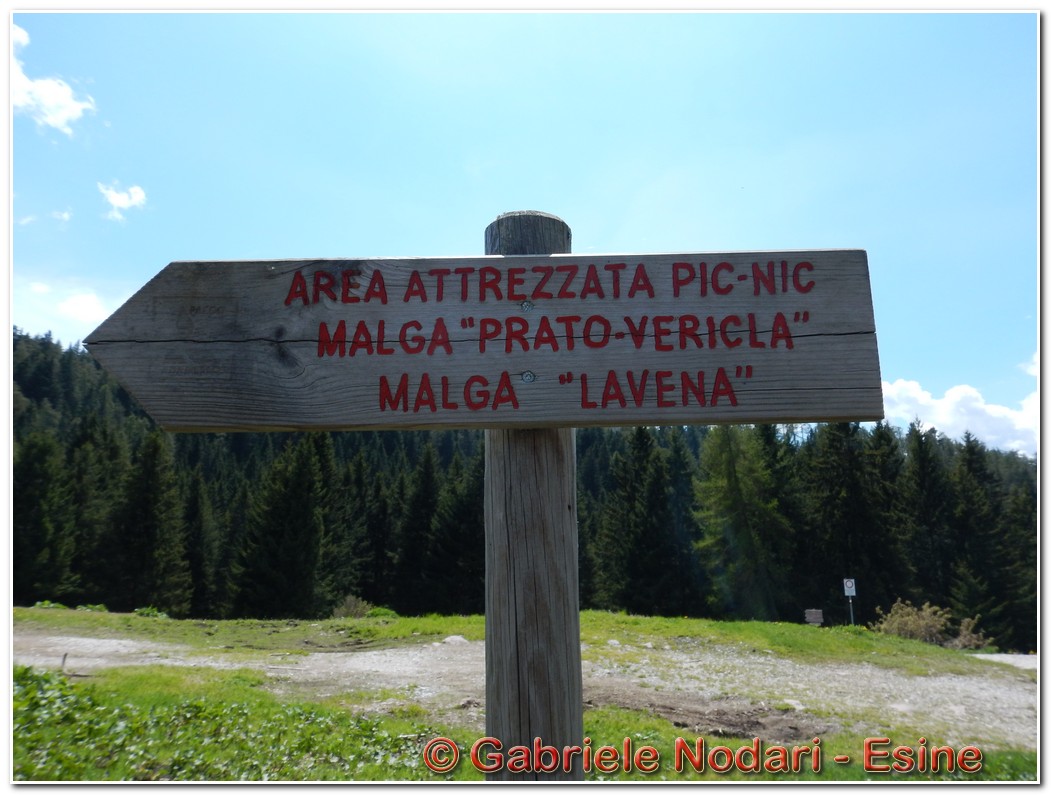 AREA ATTREZZATA PIC-NIC
MALGA "PRATO-VERICLA"
MALGA "LAVENA"
© Gabriele Nodari - Esine